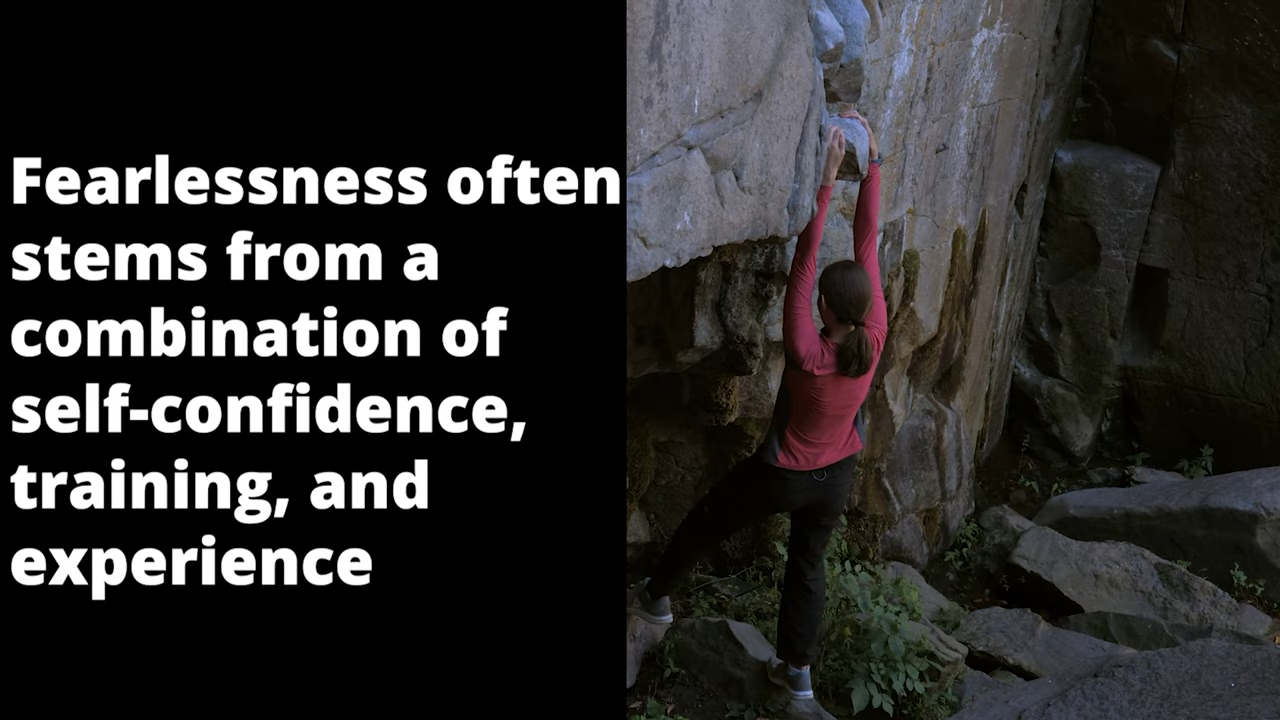 Fearlessness often
stems from a
combination of
self-confidence,
training, and
experience